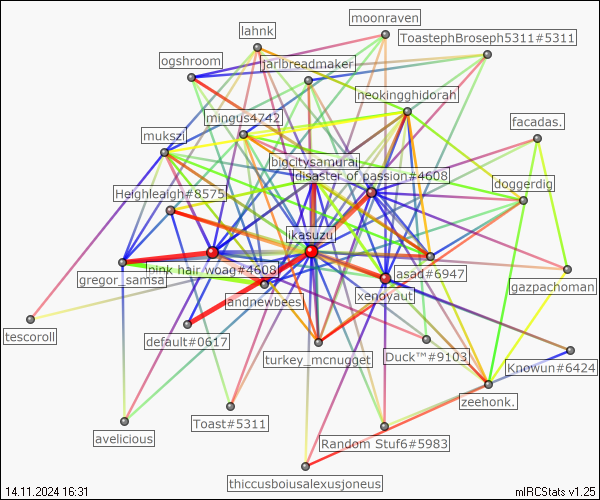 moonraven
lahnk
ToastephBroseph5311#5311
ogshroom
jaribreadmaker
neokingghidorah
mingus4742
facadas.
mukszi
bigcitysamurai
disaster of passion#4608
doggerdig
Heighleaigh#8575
likasuzu
pink hair woag#4608
asad#6947
gregor_samsa
gazpachoman
xenoyaut
andnewbees
tescoroll
default#0617
turkey_mcnugget
Duck™#9103
Knowun#6424
zeehonk.
Toast#5311
avelicious
Random Stuf6#5983
thiccusboiusalexusjoneus
14.11.2024 16:31
mIRCStats v1.25